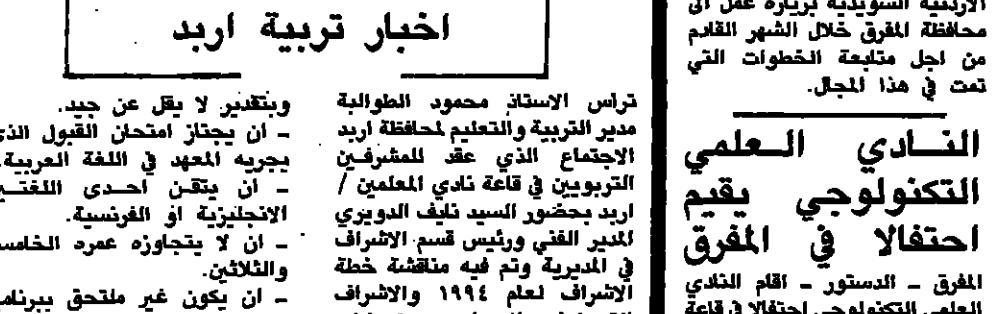 الاردنية السويدية بزيارة عمل الى
محافظة المفرق خلال الشهر القادم
من اجل متابعة الخطوات التي
تمت في هذا المجال.
النادي العلمي
التكنولوجي يقيم
احتفالا في المفرق
المفرق - الدستور - أقام النادي
العلمي التكنولوجي احتفالا في قاعة
اخبار تربية اربد
ترأس الاستاذ محمود الطوالبة
مدير التربية والتعليم لمحافظة اربد
الاجتماع الذي عقد للمشرفين
التربويين في قاعة نادي المعلمين /
اربد بحضور السيد نايف الدويري
المدير الفني ورئيس قسم الاشراف
في المديرية وتم فيه مناقشة خطة
الاشراف لعام ١٩٩٤ والاشراف
وبتقدير لا يقل عن جيد.
- ان يجتاز امتحان القبول الذي
يجريه المعهد في اللغة العربية.
- ان يتقن احدى اللغتين
الانجليزية او الفرنسية.
- ان لا يتجاوزه عمرد الخامسة
والثلاثين.
- ان يكون غير ملتحق ببرنامج